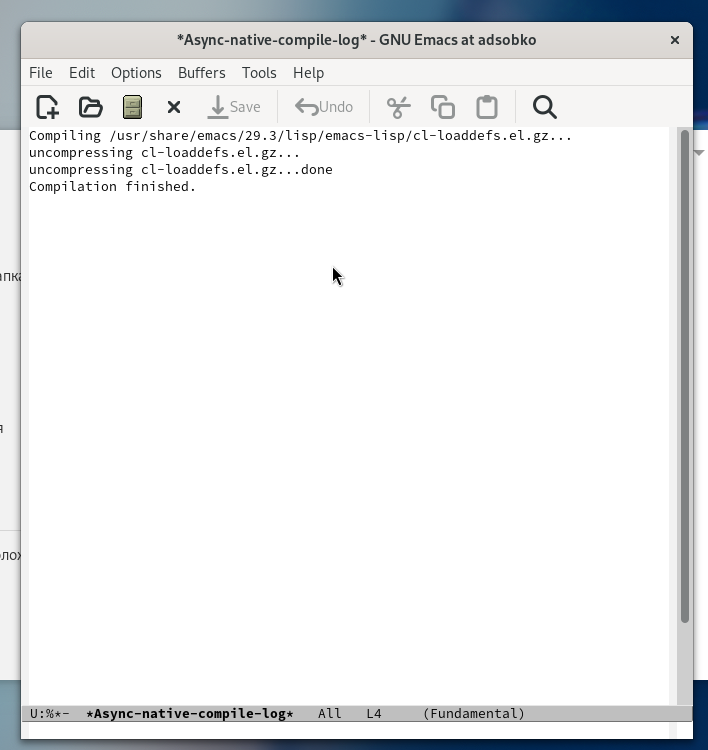 *Async-native-compile-log* - GNU Emacs at adsobko
File Edit Options Buffers Tools Help
Save Undo
Compiling /usr/share/emacs/29.3/lisp/emacs-lisp/cl-loaddefs.el.gz...
uncompressing cl-loaddefs.el.gz...
uncompressing cl-loaddefs.el.gz...done
Compilation finished.
U:%*- *Async-native-compile-log* All L4 (Fundamental)